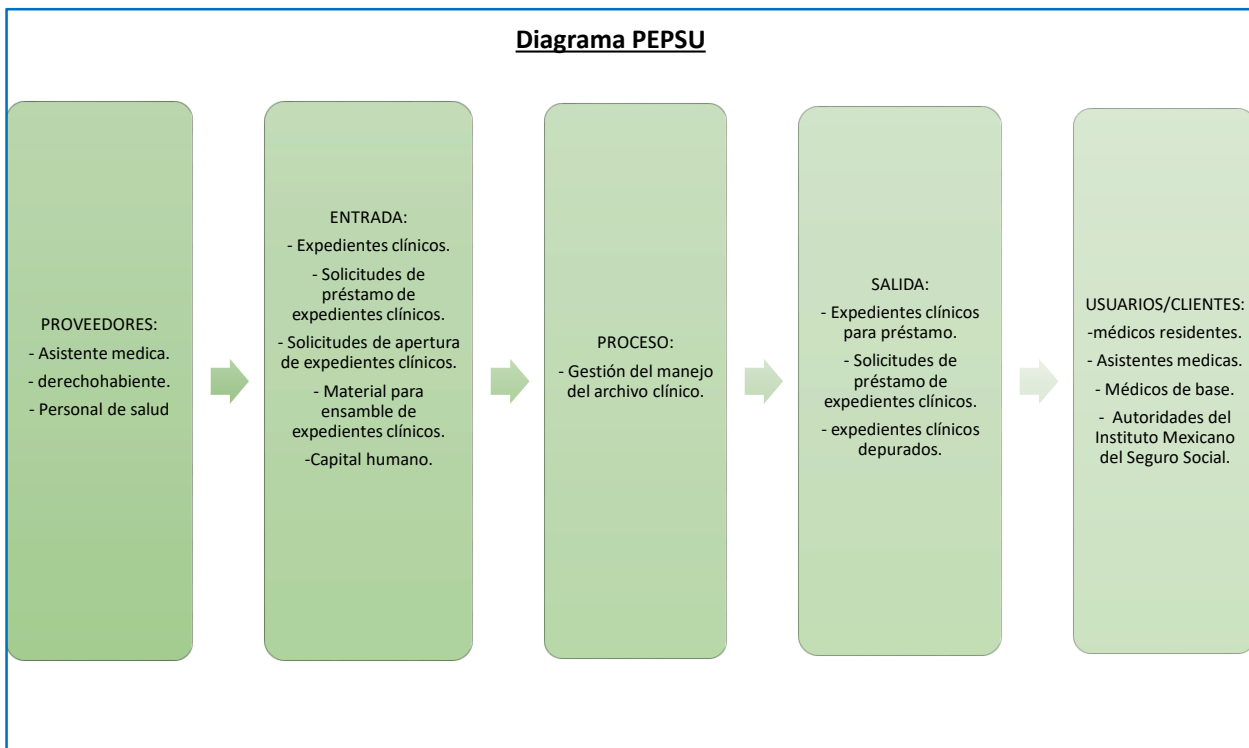 Diagrama PEPSU
PROVEEDORES:
- Asistente medica.
- derechohabiente.
- Personal de salud
ENTRADA:
- Expedientes clínicos.
- Solicitudes de
préstamo de
expedientes clínicos.
- Solicitudes de apertura
de expedientes clínicos.
- Material para
ensamble de
expedientes clínicos.
-Capital humano.
PROCESO:
- Gestión del manejo
del archivo clínico.
SALIDA:
- Expedientes clínicos
para préstamo.
- Solicitudes de
préstamo de
expedientes clínicos.
- expedientes clínicos
depurados.
USUARIOS/CLIENTES:
-médicos residentes.
- Asistentes medicas.
- Médicos de base.
- Autoridades del
Instituto Mexicano
del Seguro Social.